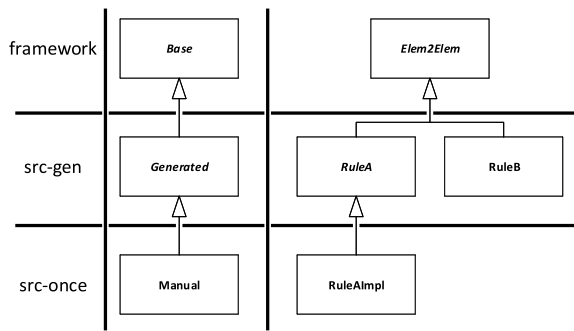 framework
Base
Elem2Elem
src-gen
Generated
RuleA
RuleB
src-once
Manual
RuleAImpl